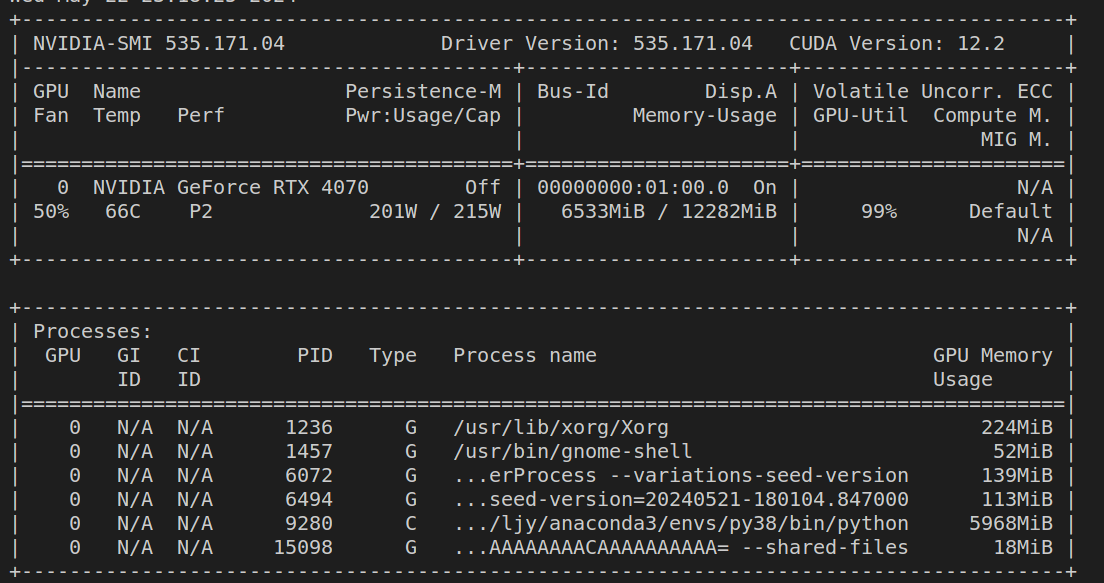 +---------------------------------------------------------------------------------------+
| NVIDIA-SMI 535.171.04             Driver Version: 535.171.04   CUDA Version: 12.2     |
|-----------------------------------------+----------------------+----------------------+
| GPU  Name                 Persistence-M | Bus-Id        Disp.A | Volatile Uncorr. ECC |
| Fan  Temp   Perf          Pwr:Usage/Cap |         Memory-Usage | GPU-Util  Compute M. |
|                                         |                      |               MIG M. |
|=========================================+======================+======================|
|   0  NVIDIA GeForce RTX 4070        Off | 00000000:01:00.0  On |                  N/A |
| 50%   66C    P2             201W / 215W |   6533MiB / 12282MiB |     99%      Default |
|                                         |                      |                  N/A |
+-----------------------------------------+----------------------+----------------------+

+---------------------------------------------------------------------------------------+
| Processes:                                                                            |
|  GPU   GI   CI        PID   Type   Process name                            GPU Memory |
|        ID   ID                                                             Usage      |
|=======================================================================================|
|    0   N/A  N/A      1236      G   /usr/lib/xorg/Xorg                          224MiB |
|    0   N/A  N/A      1457      G   /usr/bin/gnome-shell                         52MiB |
|    0   N/A  N/A      6072      G   ...erProcess --variations-seed-version      139MiB |
|    0   N/A  N/A      6494      G   ...seed-version=20240521-180104.847000      113MiB |
|    0   N/A  N/A      9280      C   .../ljy/anaconda3/envs/py38/bin/python     5968MiB |
|    0   N/A  N/A     15098      G   ...AAAAAAAACAAAAAAAAAA= --shared-files       18MiB |
+---------------------------------------------------------------------------------------+